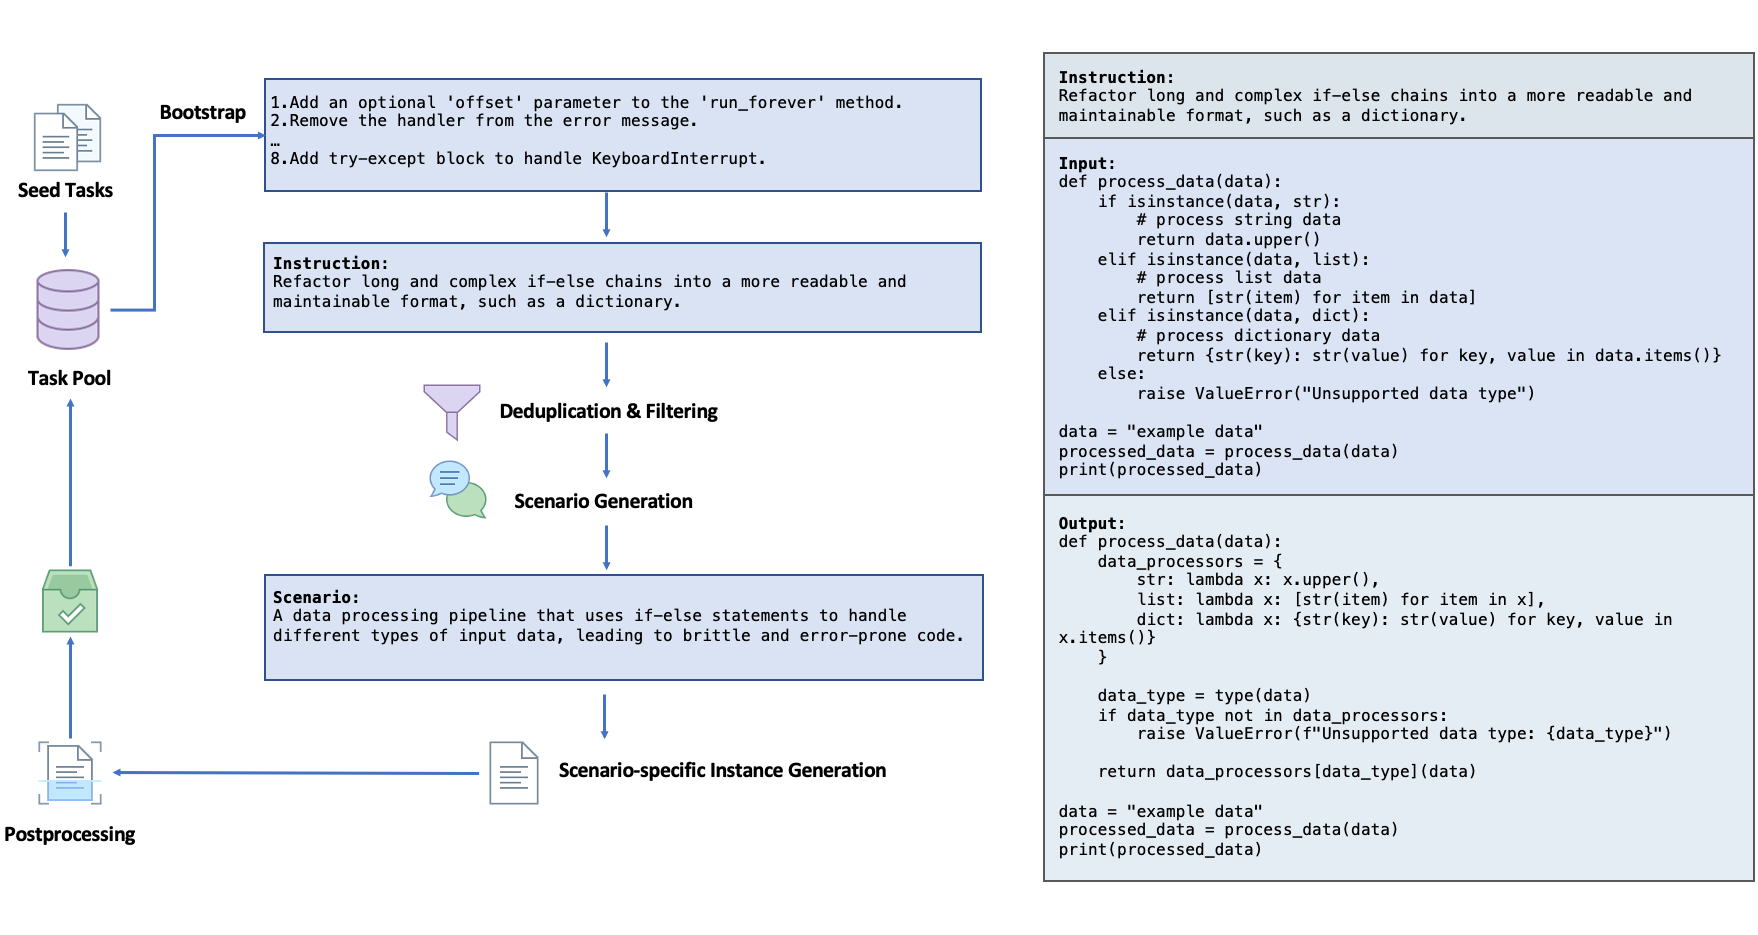 Seed Tasks
Task Pool
Postprocessing
Bootstrap
1.Add an optional 'offset' parameter to the 'run_forever' method.
2.Remove the handler from the error message.
…
8.Add try-except block to handle KeyboardInterrupt.
Instruction:
Refactor long and complex if-else chains into a more readable and
maintainable format, such as a dictionary.
Deduplication & Filtering
Scenario Generation
Scenario:
A data processing pipeline that uses if-else statements to handle
different types of input data, leading to brittle and error-prone code.
Scenario-specific Instance Generation
Instruction:
Refactor long and complex if-else chains into a more readable and
maintainable format, such as a dictionary.
Input:
def process_data(data):
    if isinstance(data, str):
        # process string data
        return data.upper()
    elif isinstance(data, list):
        # process list data
        return [str(item) for item in data]
    elif isinstance(data, dict):
        # process dictionary data
        return {str(key): str(value) for key, value in data.items()}
    else:
        raise ValueError("Unsupported data type")
data = "example data"
processed_data = process_data(data)
print(processed_data)
Output:
def process_data(data):
    data_processors = {
        str: lambda x: x.upper(),
        list: lambda x: [str(item) for item in x],
        dict: lambda x: {str(key): str(value) for key, value in
x.items()}
    }
    data_type = type(data)
    if data_type not in data_processors:
        raise ValueError(f"Unsupported data type: {data_type}")
    return data_processors[data_type](data)
data = "example data"
processed_data = process_data(data)
print(processed_data)